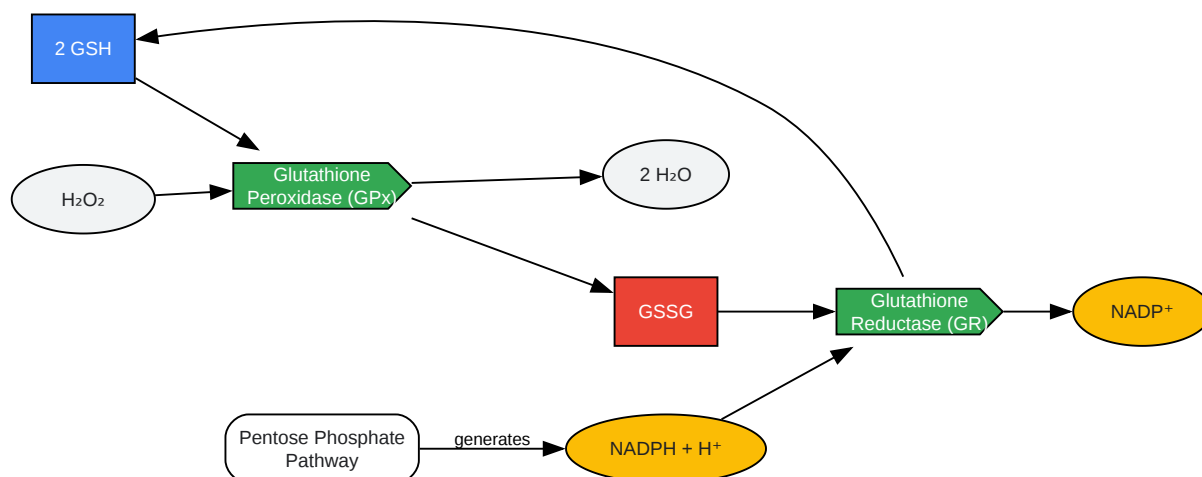 2 GSH
H₂O₂
Glutathione
Peroxidase (GPx)
2 H₂O
GSSG
Glutathione
Reductase (GR)
NADP⁺
Pentose Phosphate
Pathway
generates
NADPH + H⁺